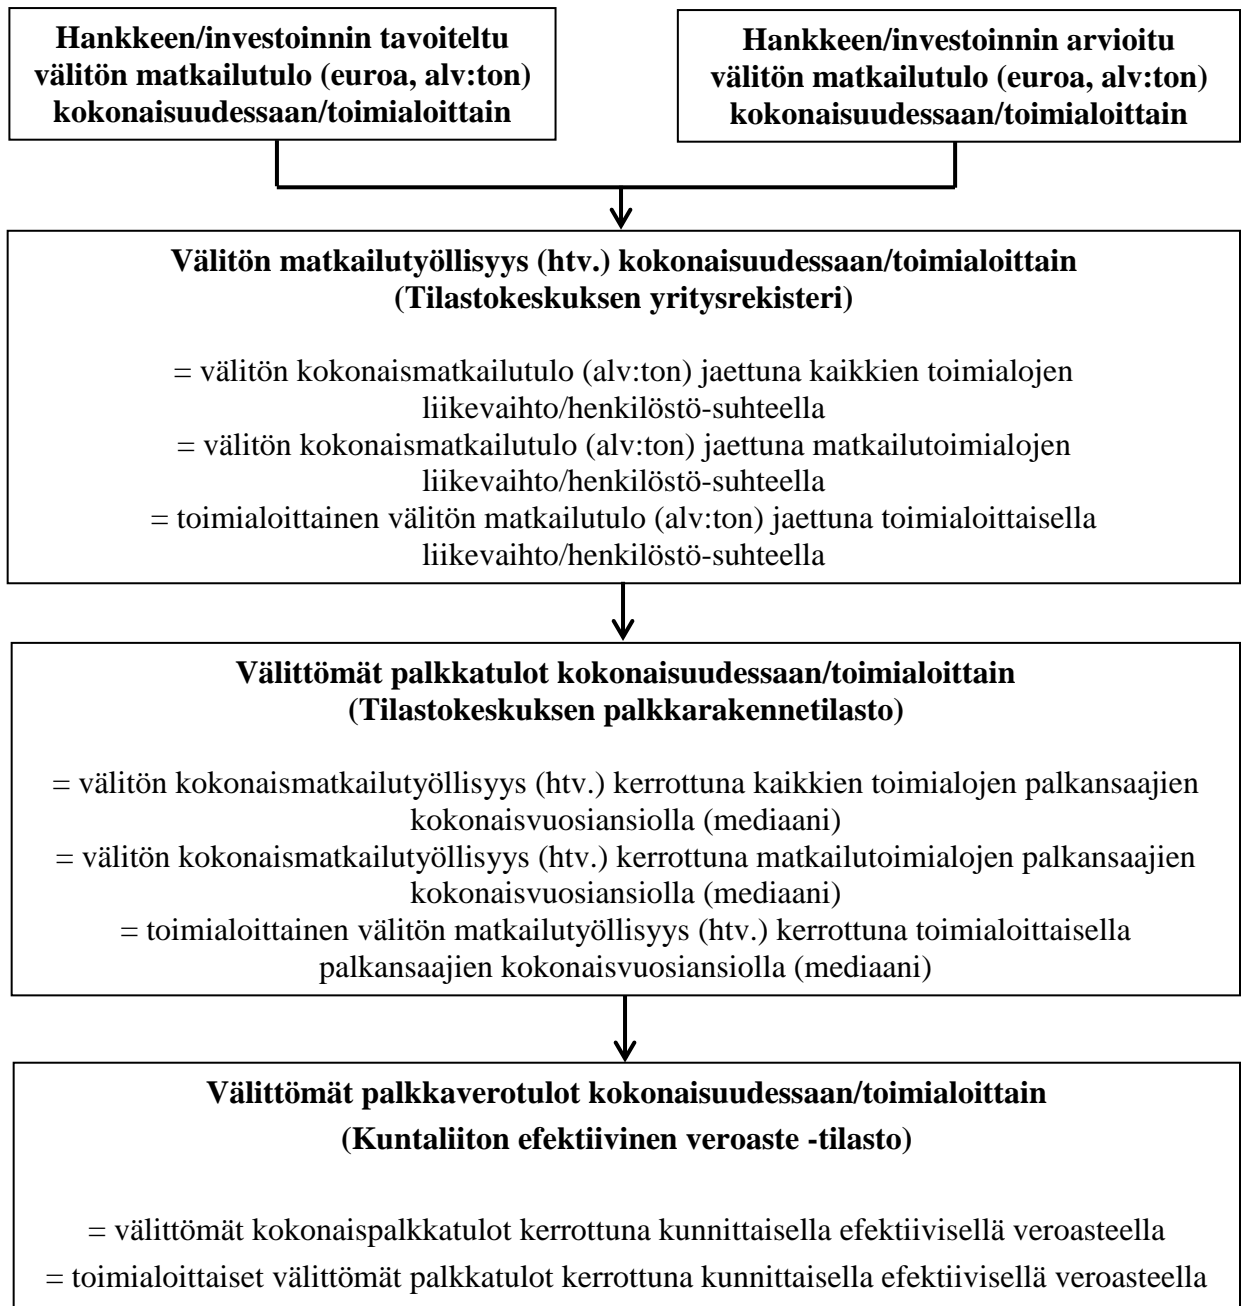 Hankkeen/investoinnin tavoiteltu
välitön matkailutulo (euroa, alv:ton)
kokonaisuudessaan/toimialoittain
Hankkeen/investoinnin arvioitu
välitön matkailutulo (euroa, alv:ton)
kokonaisuudessaan/toimialoittain
Välitön matkailutyöllisyys (htv.) kokonaisuudessaan/toimialoittain
(Tilastokeskuksen yritysrekisteri)
= välitön kokonaismatkailutulo (alv:ton) jaettuna kaikkien toimialojen
liikevaihto/henkilöstö-suhteella
= välitön kokonaismatkailutulo (alv:ton) jaettuna matkailutoimialojen
liikevaihto/henkilöstö-suhteella
= toimialoittainen välitön matkailutulo (alv:ton) jaettuna toimialoittaisella
liikevaihto/henkilöstö-suhteella
Välittömät palkkatulot kokonaisuudessaan/toimialoittain
(Tilastokeskuksen palkkarakennetilasto)
= välitön kokonaismatkailutyöllisyys (htv.) kerrottuna kaikkien toimialojen palkansaajien
kokonaisvuosiansiolla (mediaani)
= välitön kokonaismatkailutyöllisyys (htv.) kerrottuna matkailutoimialojen palkansaajien
kokonaisvuosiansiolla (mediaani)
= toimialoittainen välitön matkailutyöllisyys (htv.) kerrottuna toimialoittaisella
palkansaajien kokonaisvuosiansiolla (mediaani)
Välittömät palkkaverotulot kokonaisuudessaan/toimialoittain
(Kuntaliiton efektiivinen veroaste -tilasto)
= välittömät kokonaispalkkatulot kerrottuna kunnittaisella efektiivisellä veroasteella
= toimialoittaiset välittömät palkkatulot kerrottuna kunnittaisella efektiivisellä veroasteella